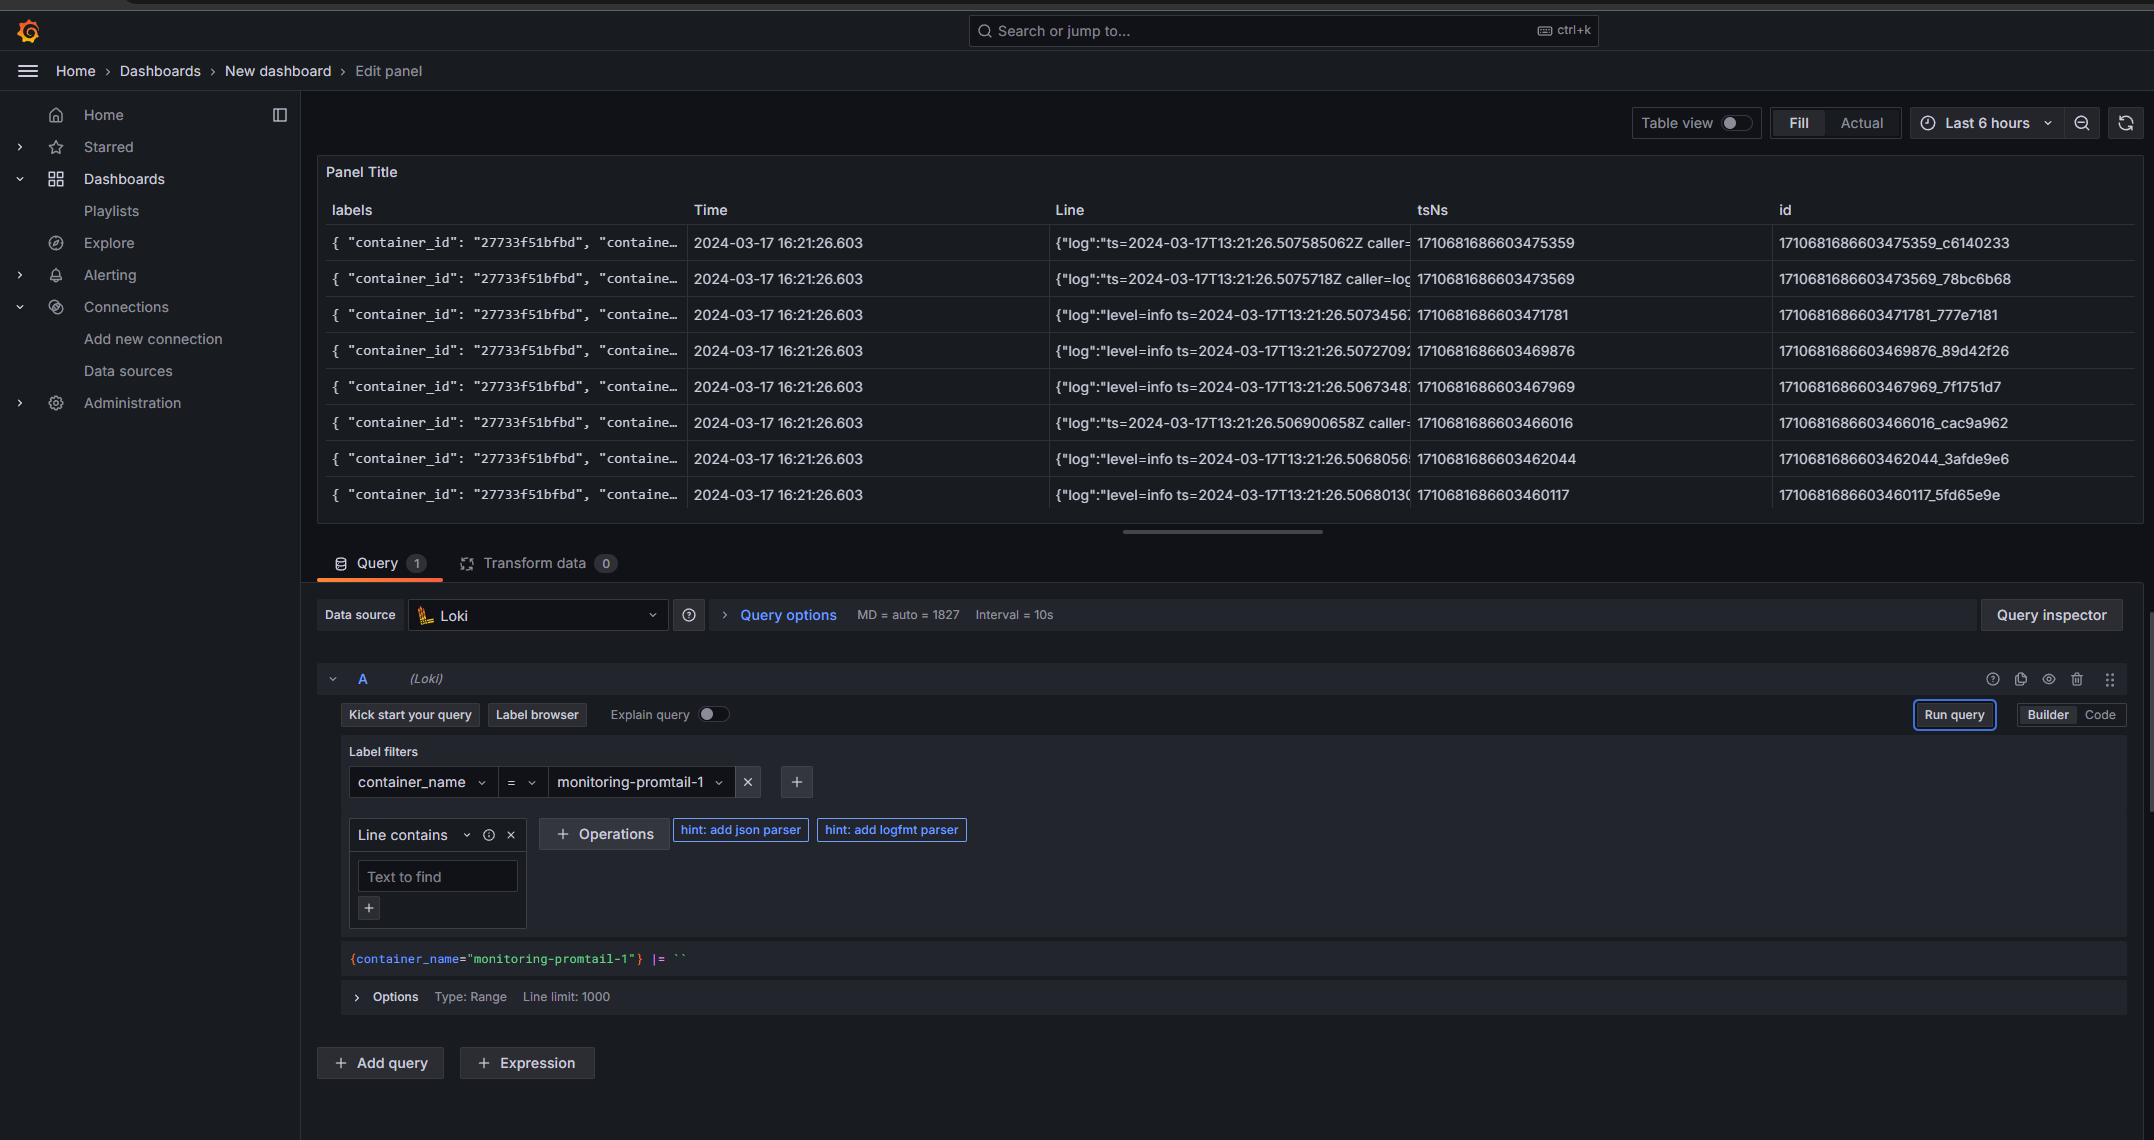 Search or jump to...
ctrl+k
Home › Dashboards › New dashboard › Edit panel
Home
Starred
Dashboards
Playlists
Explore
Alerting
Connections
Add new connection
Data sources
Administration
Table view
Fill
Actual
Last 6 hours
Panel Title
labels Time Line tsNs id
{ "container_id": "27733f51bfbd", "containe… 2024-03-17 16:21:26.603 {"log":"ts=2024-03-17T13:21:26.507585062Z caller= 1710681686603475359 1710681686603475359_c6140233
{ "container_id": "27733f51bfbd", "containe… 2024-03-17 16:21:26.603 {"log":"ts=2024-03-17T13:21:26.5075718Z caller=log 1710681686603473569 1710681686603473569_78bc6b68
{ "container_id": "27733f51bfbd", "containe… 2024-03-17 16:21:26.603 {"log":"level=info ts=2024-03-17T13:21:26.50734567 1710681686603471781 1710681686603471781_777e7181
{ "container_id": "27733f51bfbd", "containe… 2024-03-17 16:21:26.603 {"log":"level=info ts=2024-03-17T13:21:26.50727092 1710681686603469876 1710681686603469876_89d42f26
{ "container_id": "27733f51bfbd", "containe… 2024-03-17 16:21:26.603 {"log":"level=info ts=2024-03-17T13:21:26.50673487 1710681686603467969 1710681686603467969_7f1751d7
{ "container_id": "27733f51bfbd", "containe… 2024-03-17 16:21:26.603 {"log":"ts=2024-03-17T13:21:26.506900658Z caller= 1710681686603466016 1710681686603466016_cac9a962
{ "container_id": "27733f51bfbd", "containe… 2024-03-17 16:21:26.603 {"log":"level=info ts=2024-03-17T13:21:26.50680565 1710681686603462044 1710681686603462044_3afde9e6
{ "container_id": "27733f51bfbd", "containe… 2024-03-17 16:21:26.603 {"log":"level=info ts=2024-03-17T13:21:26.50680130 1710681686603460117 1710681686603460117_5fd65e9e
Query 1 Transform data 0
Data source Loki Query options MD = auto = 1827 Interval = 10s Query inspector
A (Loki)
Kick start your query Label browser Explain query Run query Builder Code
Label filters
container_name = monitoring-promtail-1
Line contains + Operations hint: add json parser hint: add logfmt parser
Text to find
+
{container_name="monitoring-promtail-1"} |= ``
Options Type: Range Line limit: 1000
+ Add query + Expression